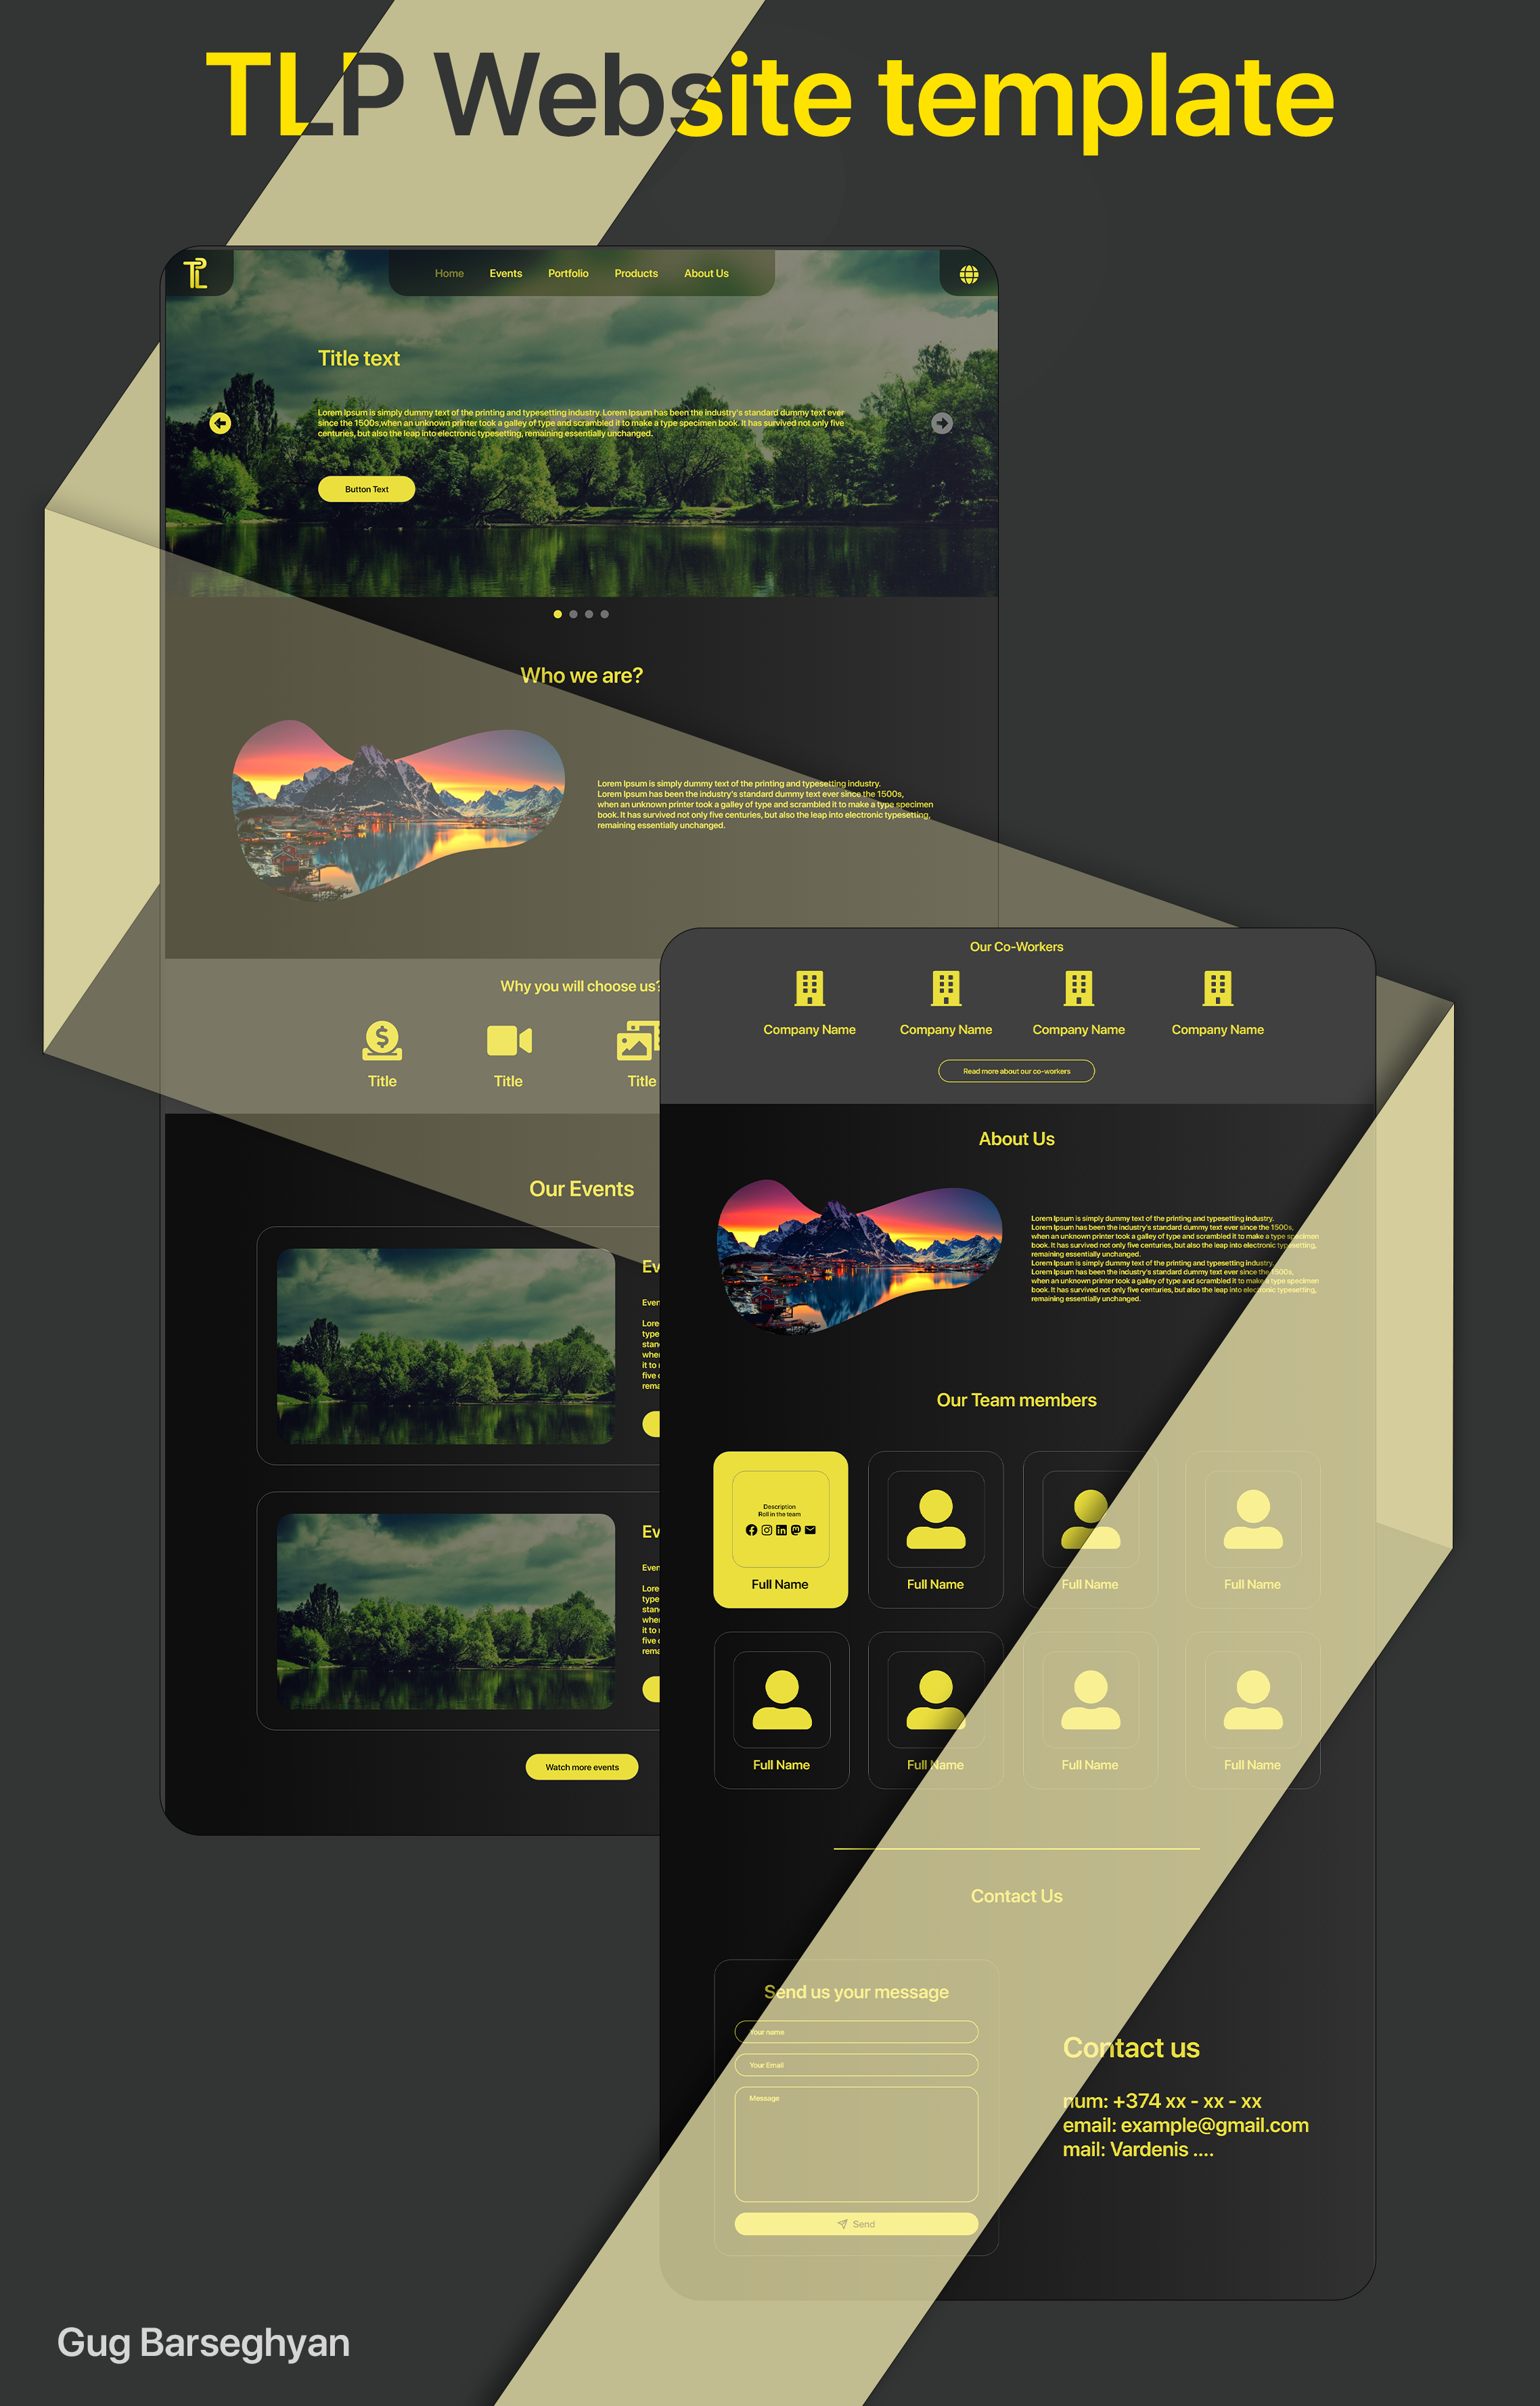 TLP Website template
TL
Home Events Portfolio Products About Us
Title text
Lorem Ipsum is simply dummy text of the printing and typesetting industry. Lorem Ipsum has been the industry's standard dummy text ever
since the 1500s,when an unknown printer took a galley of type and scrambled it to make a type specimen book. It has survived not only five
centuries, but also the leap into electronic typesetting, remaining essentially unchanged.
Button Text
Who we are?
Lorem Ipsum is simply dummy text of the printing and typesetting industry.
Lorem Ipsum has been the industry's standard dummy text ever since the 1500s,
when an unknown printer took a galley of type and scrambled it to make a type specimen
book. It has survived not only five centuries, but also the leap into electronic typesetting,
remaining essentially unchanged.
Why you will choose us?
Title Title Title
Our Events
Ev
Even
Lore
type
stan
whe
it to
five
rema
Ev
Even
Lore
type
stan
whe
it to
five
rema
Watch more events
Our Co-Workers
Company Name Company Name Company Name Company Name
Read more about our co-workers
About Us
Lorem Ipsum is simply dummy text of the printing and typesetting industry.
Lorem Ipsum has been the industry's standard dummy text ever since the 1500s,
when an unknown printer took a galley of type and scrambled it to make a type specimen
book. It has survived not only five centuries, but also the leap into electronic typesetting,
remaining essentially unchanged.
Lorem Ipsum is simply dummy text of the printing and typesetting industry.
Lorem Ipsum has been the industry's standard dummy text ever since the 1500s,
when an unknown printer took a galley of type and scrambled it to make a type specimen
book. It has survived not only five centuries, but also the leap into electronic typesetting,
remaining essentially unchanged.
Our Team members
Description
Roll in the team
Full Name Full Name Full Name Full Name
Full Name Full Name Full Name Full Name
Contact Us
Send us your message
Your name
Your Email
Message
Send
Contact us
num: +374 xx - xx - xx
email: example@gmail.com
mail: Vardenis ....
Gug Barseghyan